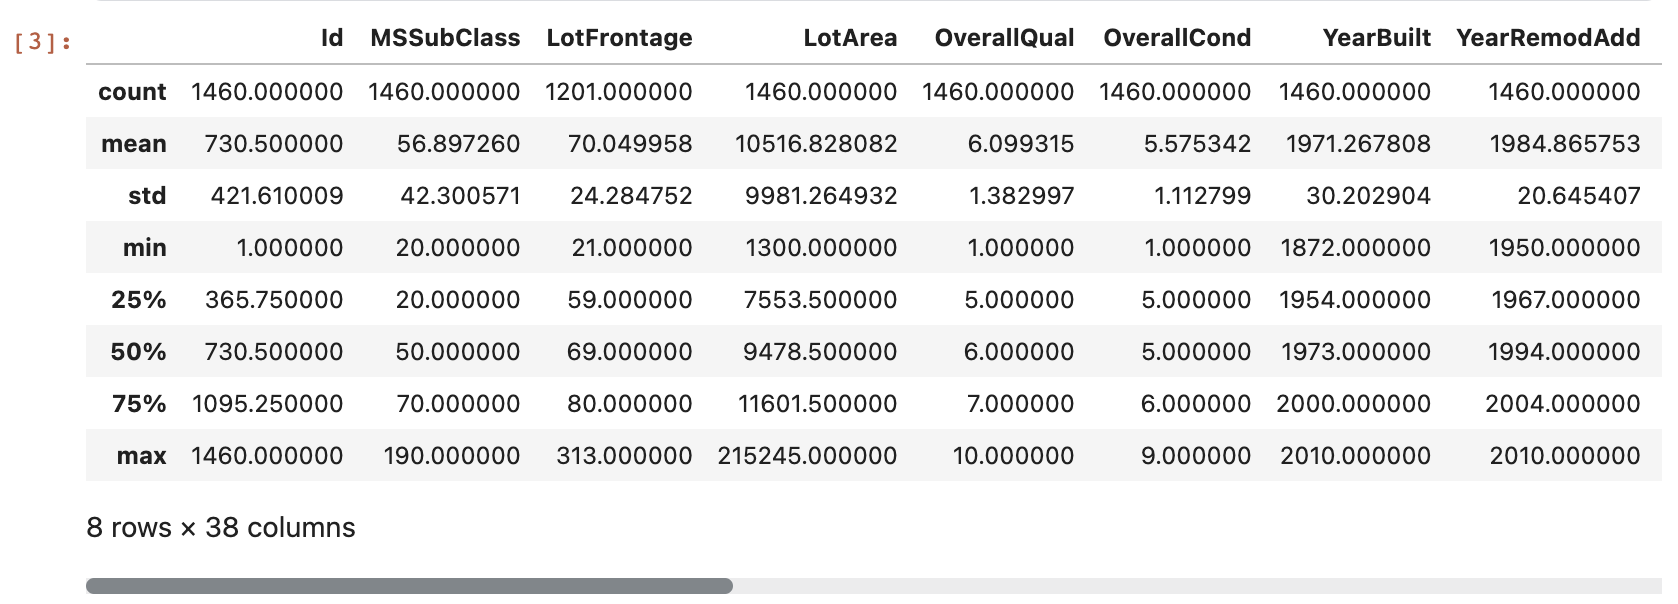 [3]:
Id MSSubClass LotFrontage LotArea OverallQual OverallCond YearBuilt YearRemodAdd
count 1460.000000 1460.000000 1201.000000 1460.000000 1460.000000 1460.000000 1460.000000 1460.000000
mean 730.500000 56.897260 70.049958 10516.828082 6.099315 5.575342 1971.267808 1984.865753
std 421.610009 42.300571 24.284752 9981.264932 1.382997 1.112799 30.202904 20.645407
min 1.000000 20.000000 21.000000 1300.000000 1.000000 1.000000 1872.000000 1950.000000
25% 365.750000 20.000000 59.000000 7553.500000 5.000000 5.000000 1954.000000 1967.000000
50% 730.500000 50.000000 69.000000 9478.500000 6.000000 5.000000 1973.000000 1994.000000
75% 1095.250000 70.000000 80.000000 11601.500000 7.000000 6.000000 2000.000000 2004.000000
max 1460.000000 190.000000 313.000000 215245.000000 10.000000 9.000000 2010.000000 2010.000000
8 rows × 38 columns